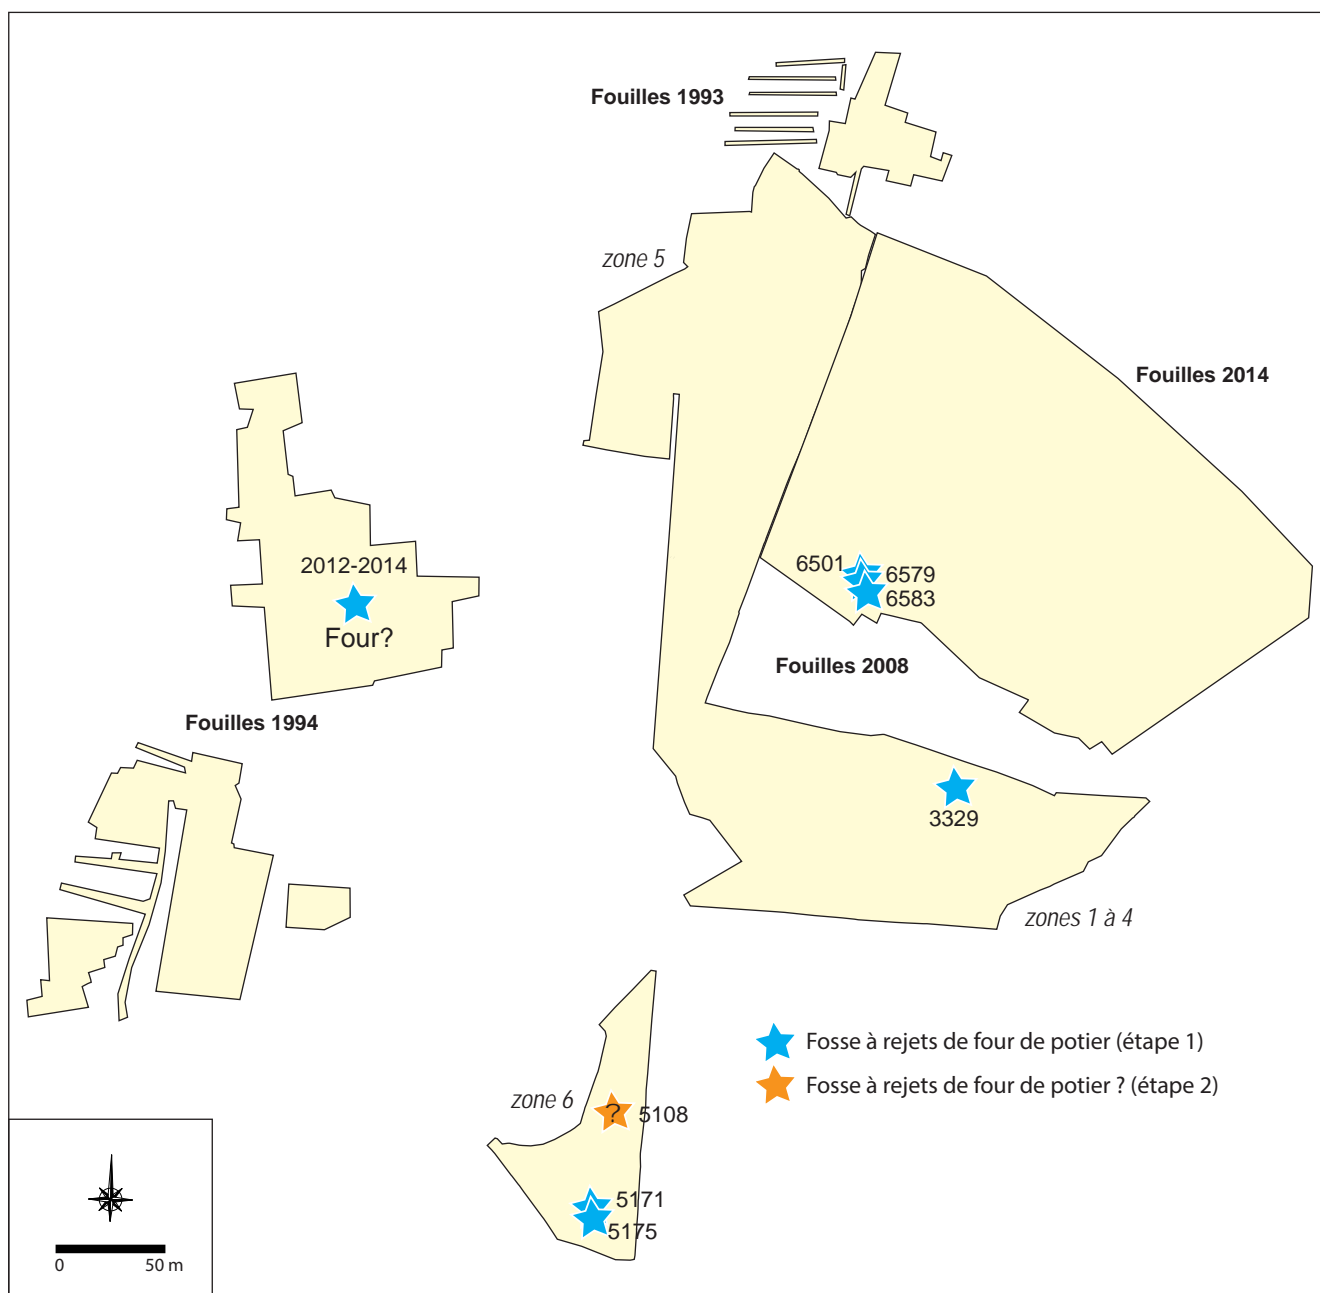 Fouilles 1993
zone 5
Fouilles 2014
2012-2014
Four?
6501
6579
6583
Fouilles 2008
Fouilles 1994
3329
zones 1 à 4
Fosse à rejets de four de potier (étape 1)
Fosse à rejets de four de potier ? (étape 2)
zone 6
?
5108
5171
5175
0
50 m